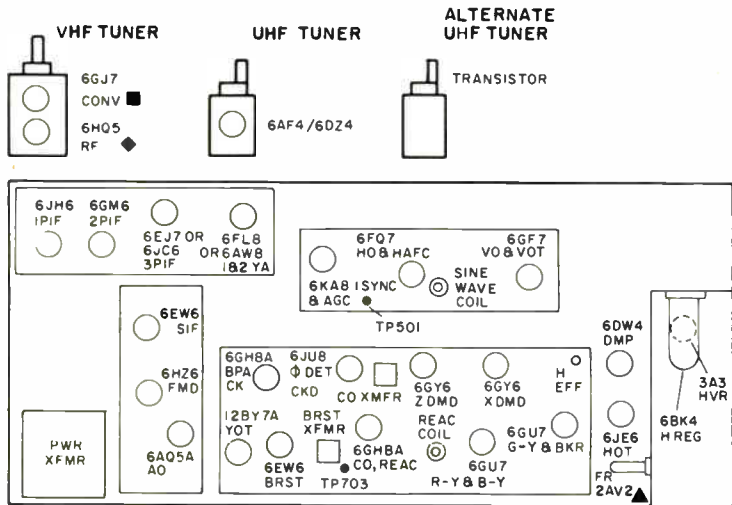 VHF TUNER
6GJ7
CONV
6HQ5
RF
UHF TUNER
6AF4/6DZ4
ALTERNATE
UHF TUNER
TRANSISTOR
6JH6
1PIF
6GM6
2PIF
6EJ7 OR
6JC6
3PIF
6FL8
OR 6AW8
1&2 YA
6FQ7
HO & HAFC
6GF7
VO & VOT
6KA8 1SYNC
& AGC
SINE
WAVE
COIL
TP501
6EW6
SIF
6HZ6
FMD
6AQ5A
AO
PWR
XFMR
6GH8A
BPA
CK
6JU8
Φ DET
CKD
CO XMFR
6GY6
Z DMD
6GY6
X DMD
H
EFF
12BY7A
YOT
6EW6
BRST
BRST
XFMR
TP703
6GH8A
CO, REAC
REAC
COIL
6GU7
R-Y & B-Y
6GU7
G-Y & BKR
6DW4
DMP
6JE6
HOT
FR
2AV2
3A3
HVR
6BK4
H REG